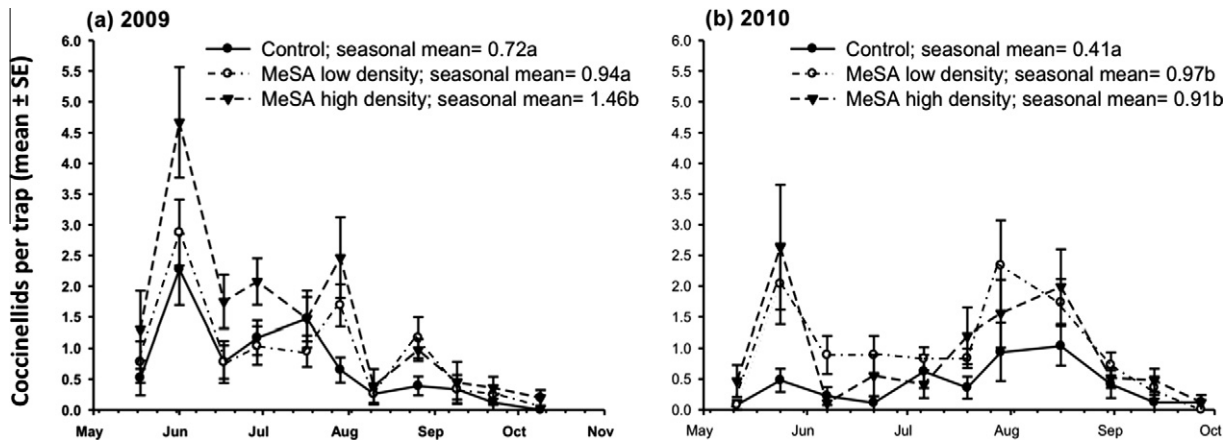 (a) 2009
Coccinellids per trap (mean ± SE)
6.0
5.5
5.0
4.5
4.0
3.5
3.0
2.5
2.0
1.5
1.0
0.5
0.0
Control; seasonal mean= 0.72a
MeSA low density; seasonal mean= 0.94a
MeSA high density; seasonal mean= 1.46b
May Jun Jul Aug Sep Oct Nov
(b) 2010
6.0
5.5
5.0
4.5
4.0
3.5
3.0
2.5
2.0
1.5
1.0
0.5
0.0
Control; seasonal mean= 0.41a
MeSA low density; seasonal mean= 0.97b
MeSA high density; seasonal mean= 0.91b
May Jun Jul Aug Sep Oct